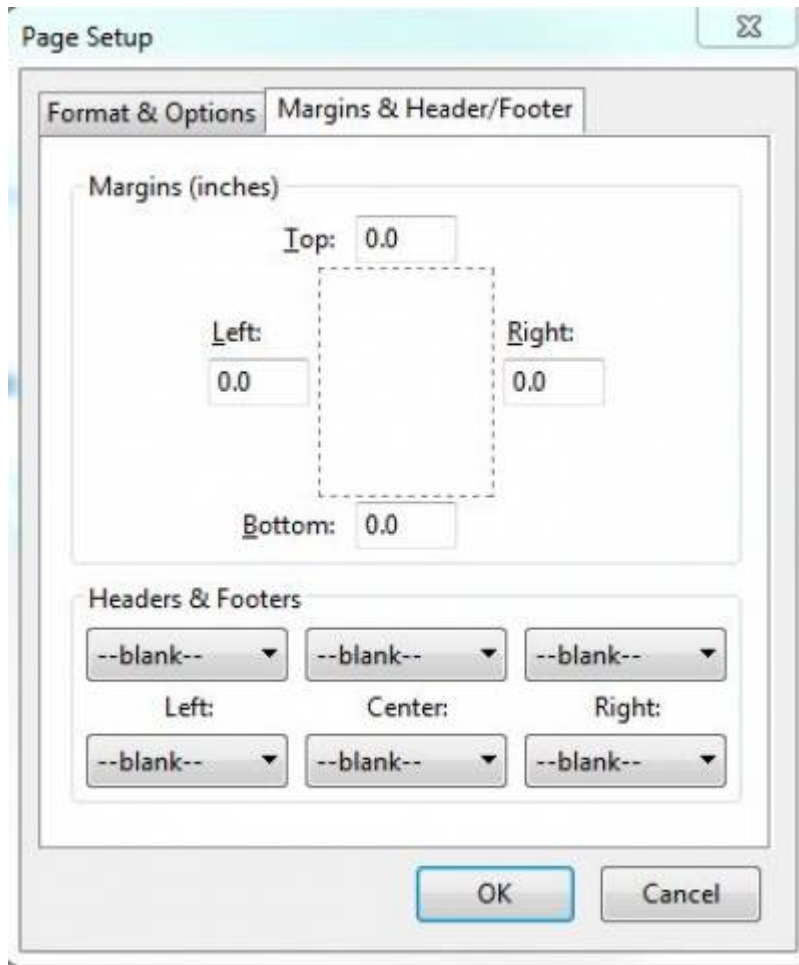 Page Setup
Format & Options Margins & Header/Footer
Margins (inches)
Top: 0.0
Left: Right:
0.0 0.0
Bottom: 0.0
Headers & Footers
--blank-- --blank-- --blank--
Left: Center: Right:
--blank-- --blank-- --blank--
OK Cancel